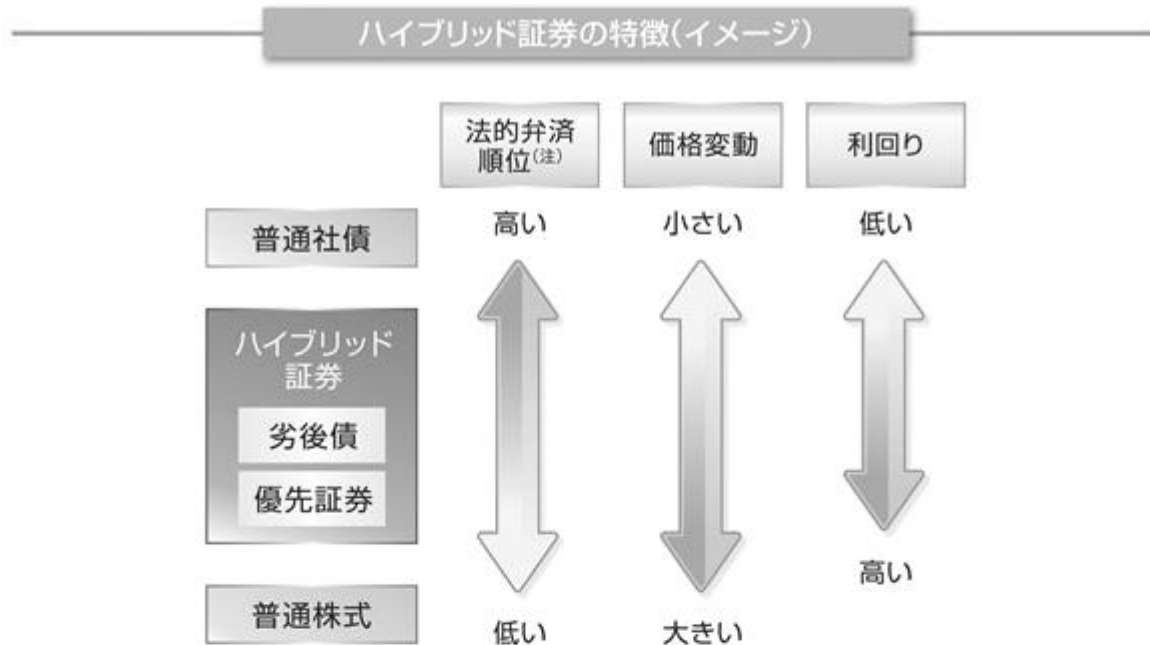 ハイブリッド証券の特徴(イメージ)
法的弁済
順位(注)
価格変動
利回り
普通社債
高い
小さい
低い
ハイブリッド
証券
劣後債
優先証券
高い
普通株式
低い
大きい